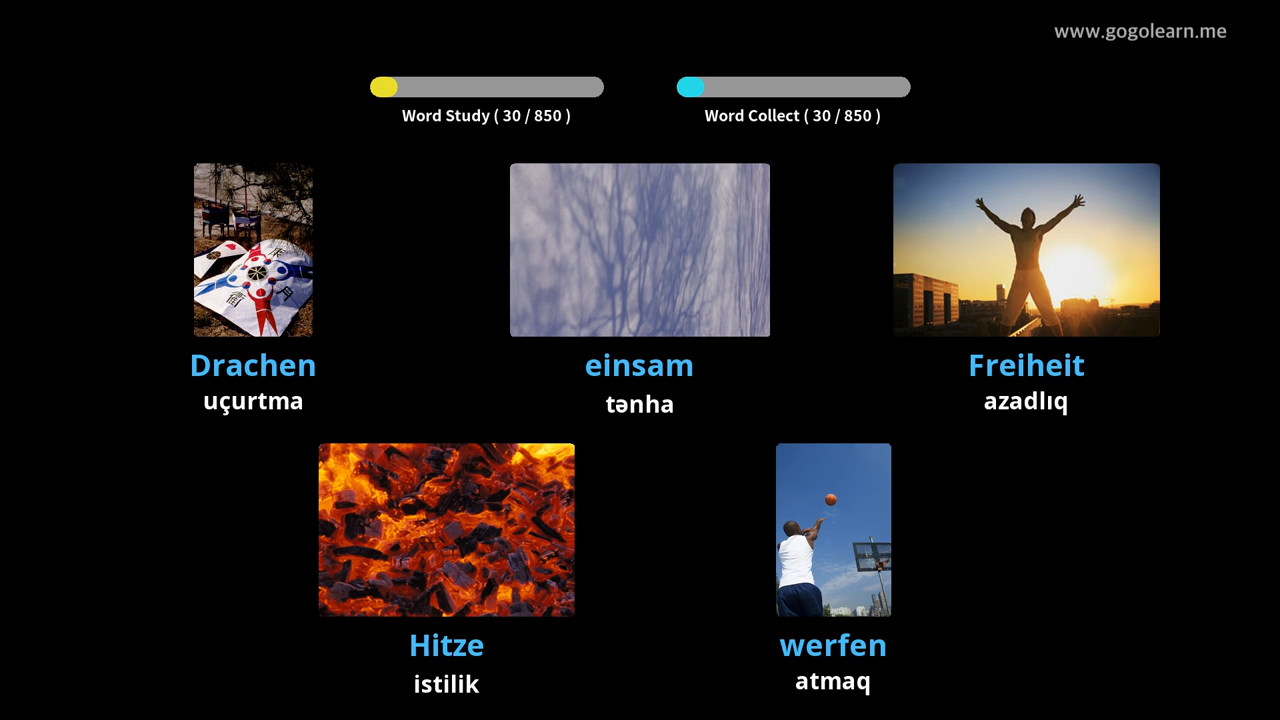 www.gogolearn.me
Word Study ( 30 / 850 )
Word Collect ( 30 / 850 )
Drachen
uçurtma
einsam
tənha
Freiheit
azadlıq
Hitze
istilik
werfen
atmaq